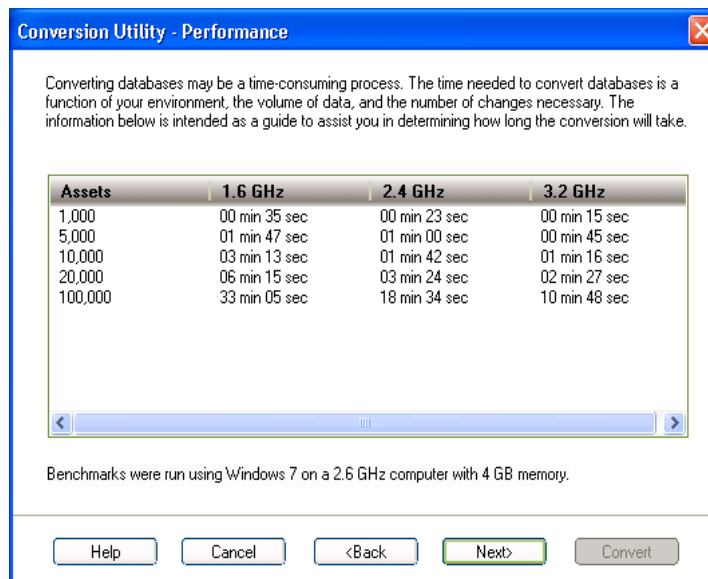 Conversion Utility - Performance
Converting databases may be a time-consuming process. The time needed to convert databases is a
function of your environment, the volume of data, and the number of changes necessary. The
information below is intended as a guide to assist you in determining how long the conversion will take.
Assets 1.6 GHz 2.4 GHz 3.2 GHz
1,000 00 min 35 sec 00 min 23 sec 00 min 15 sec
5,000 01 min 47 sec 01 min 00 sec 00 min 45 sec
10,000 03 min 13 sec 01 min 42 sec 01 min 16 sec
20,000 06 min 15 sec 03 min 24 sec 02 min 27 sec
100,000 33 min 05 sec 18 min 34 sec 10 min 48 sec
Benchmarks were run using Windows 7 on a 2.6 GHz computer with 4 GB memory.
Help Cancel <Back Next> Convert